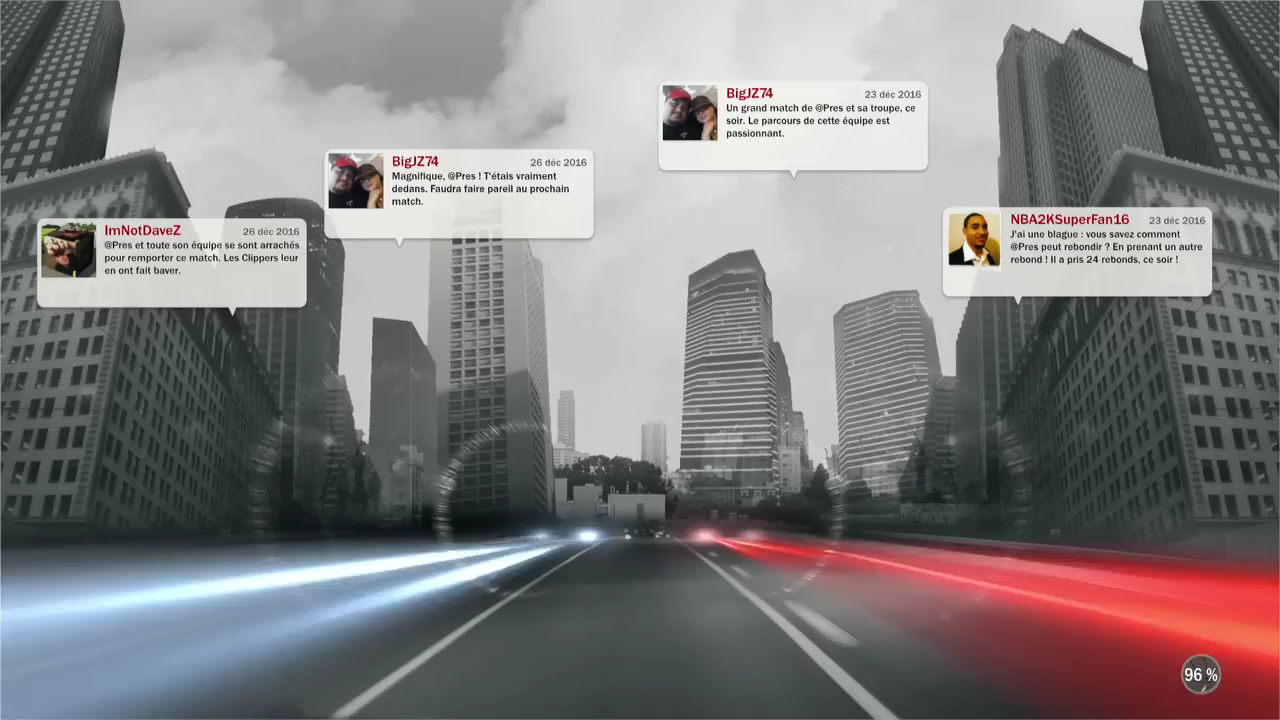 BigJZ74 23 déc 2016
Un grand match de @Pres et sa troupe, ce
soir. Le parcours de cette équipe est
passionnant.
BigJZ74 26 déc 2016
Magnifique, @Pres ! T'étais vraiment
dedans. Faudra faire pareil au prochain
match.
NBA2KSuperFan16 23 déc 2016
J'ai une blague : vous savez comment
@Pres peut rebondir ? En prenant un autre
rebond ! Il a pris 24 rebonds, ce soir !
ImNotDaveZ 26 déc 2016
@Pres et toute son équipe se sont arrachés
pour remporter ce match. Les Clippers leur
en ont fait baver.
96 %